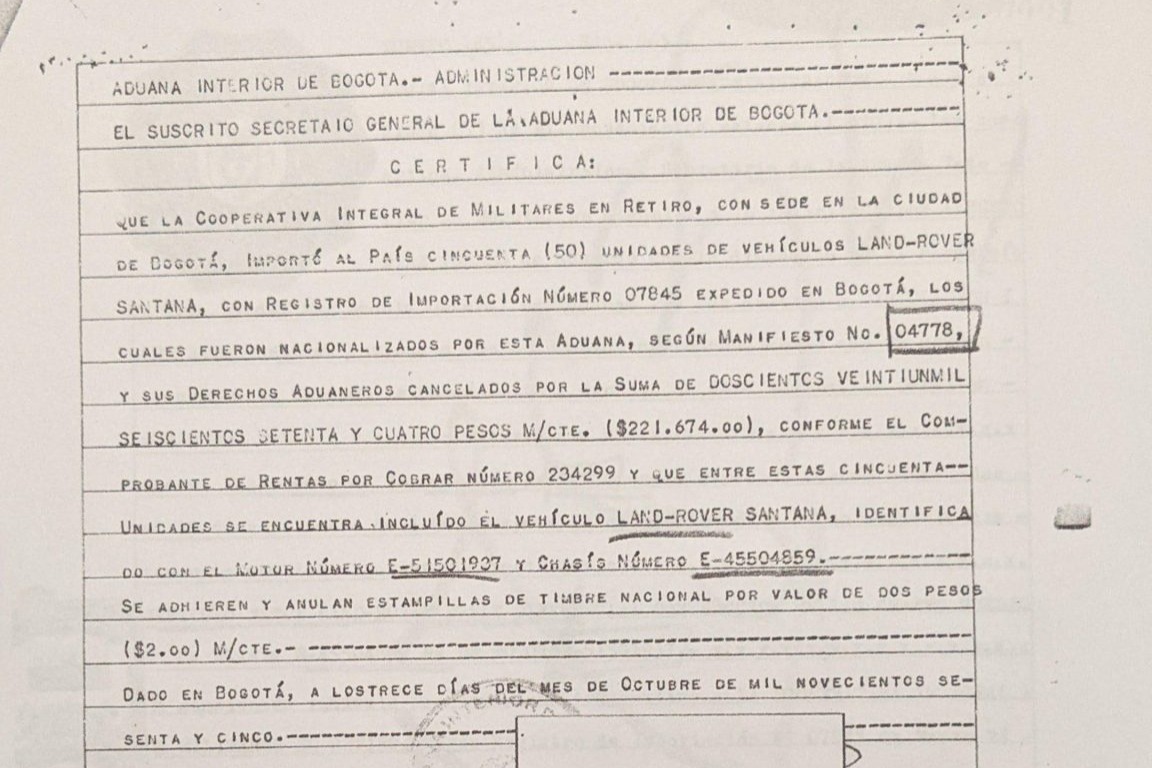 ADUANA INTERIOR DE BOGOTA.- ADMINISTRACION ------------------------------
EL SUSCRITO SECRETAIO GENERAL DE LA ADUANA INTERIOR DE BOGOTA.-----------
C E R T I F I C A:
QUE LA COOPERATIVA INTEGRAL DE MILITARES EN RETIRO, CON SEDE EN LA CIUDAD
DE BOGOTÁ, IMPORTÓ AL PAÍS CINCUENTA (50) UNIDADES DE VEHÍCULOS LAND-ROVER
SANTANA, CON REGISTRO DE IMPORTACIÓN NÚMERO 07845 EXPEDIDO EN BOGOTÁ, LOS
CUALES FUERON NACIONALIZADOS POR ESTA ADUANA, SEGÚN MANIFIESTO NO. 04778,
Y SUS DERECHOS ADUANEROS CANCELADOS POR LA SUMA DE DOSCIENTOS VEINTIUNMIL
SEISCIENTOS SETENTA Y CUATRO PESOS M/CTE. ($221.674.00), CONFORME EL COM-
PROBANTE DE RENTAS POR COBRAR NÚMERO 234299 Y QUE ENTRE ESTAS CINCUENTA--
UNIDADES SE ENCUENTRA INCLUÍDO EL VEHÍCULO LAND-ROVER SANTANA, IDENTIFICA
DO CON EL MOTOR NÚMERO E-51501937 Y CHASÍS NÚMERO E-45504859.------------
SE ADHIEREN Y ANULAN ESTAMPILLAS DE TIMBRE NACIONAL POR VALOR DE DOS PESOS
($2.00) M/CTE.- --------------------------------------------------------
DADO EN BOGOTÁ, A LOSTRECE DÍAS DEL MES DE OCTUBRE DE MIL NOVECIENTOS SE-
SENTA Y CINCO.-----------------------
INTERIOR